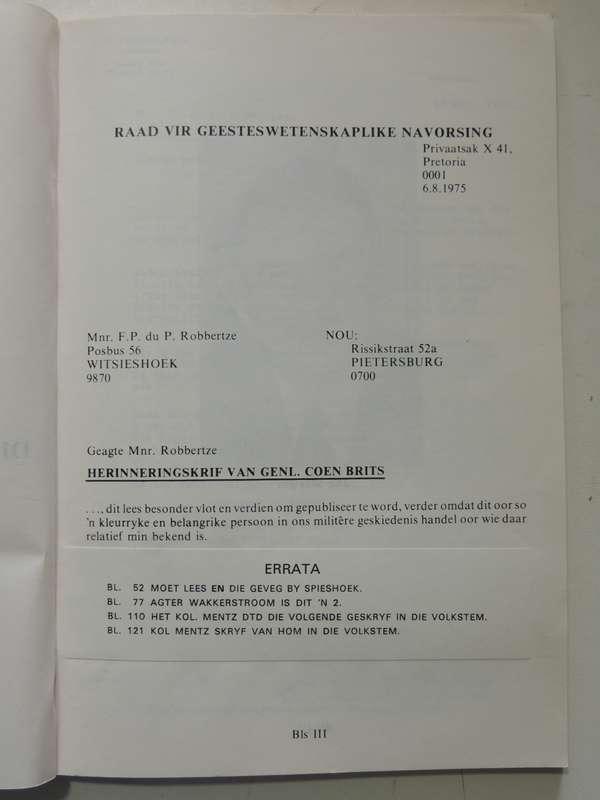 RAAD VIR GEESTESWETENSKAPLIKE NAVORSING
Privaatsak X 41,
Pretoria
0001
6.8.1975
Mnr. F.P. du P. Robbertze
Posbus 56
WITSIESHOEK
9870
NOU:
Rissikstraat 52a
PIETERSBURG
0700
Geagte Mnr. Robbertze
HERINNERINGSKRIF VAN GENL. COEN BRITS
...., dit lees besonder vlot en verdien om gepubliseer te word, verder omdat dit oor so
'n kleurryke en belangrike persoon in ons militêre geskiedenis handel oor wie daar
relatief min bekend is.
ERRATA
BL. 52 MOET LEES EN DIE GEVEG BY SPIESHOEK.
BL. 77 AGTER WAKKERSTROOM IS DIT 'N 2.
BL. 110 HET KOL. MENTZ DTD DIE VOLGENDE GESKRYF IN DIE VOLKSTEM.
BL. 121 KOL MENTZ SKRYF VAN HOM IN DIE VOLKSTEM.
Bls III